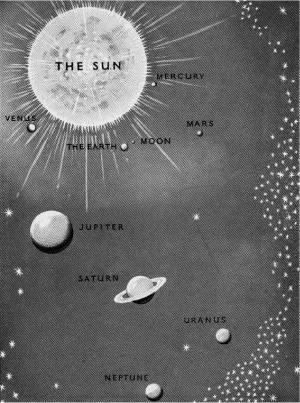 THE SUN
MERCURY
VENUS
MARS
THE EARTH
MOON
JUPITER
SATURN
URANUS
NEPTUNE